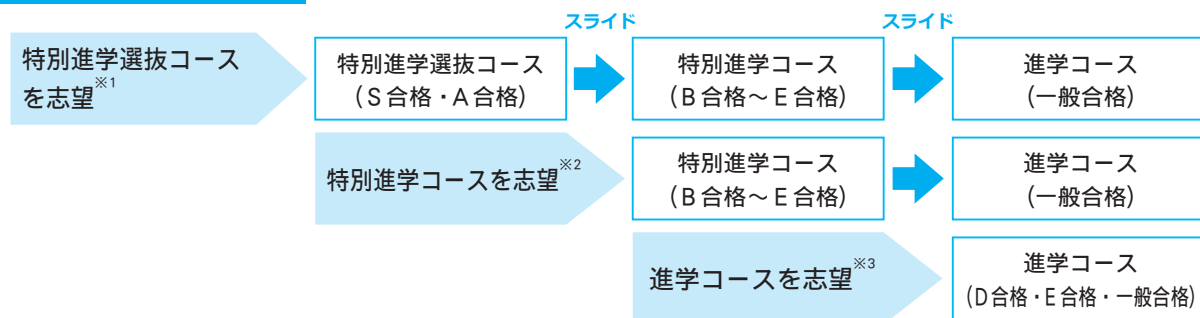 スライド
スライド
特別進学選抜コース
を志望※1
特別進学選抜コース
（S合格・A合格）
特別進学コース
（B合格～E合格）
進学コース
（一般合格）
特別進学コースを志望※2
特別進学コース
（B合格～E合格）
進学コース
（一般合格）
進学コースを志望※3
進学コース
（D合格・E合格・一般合格）